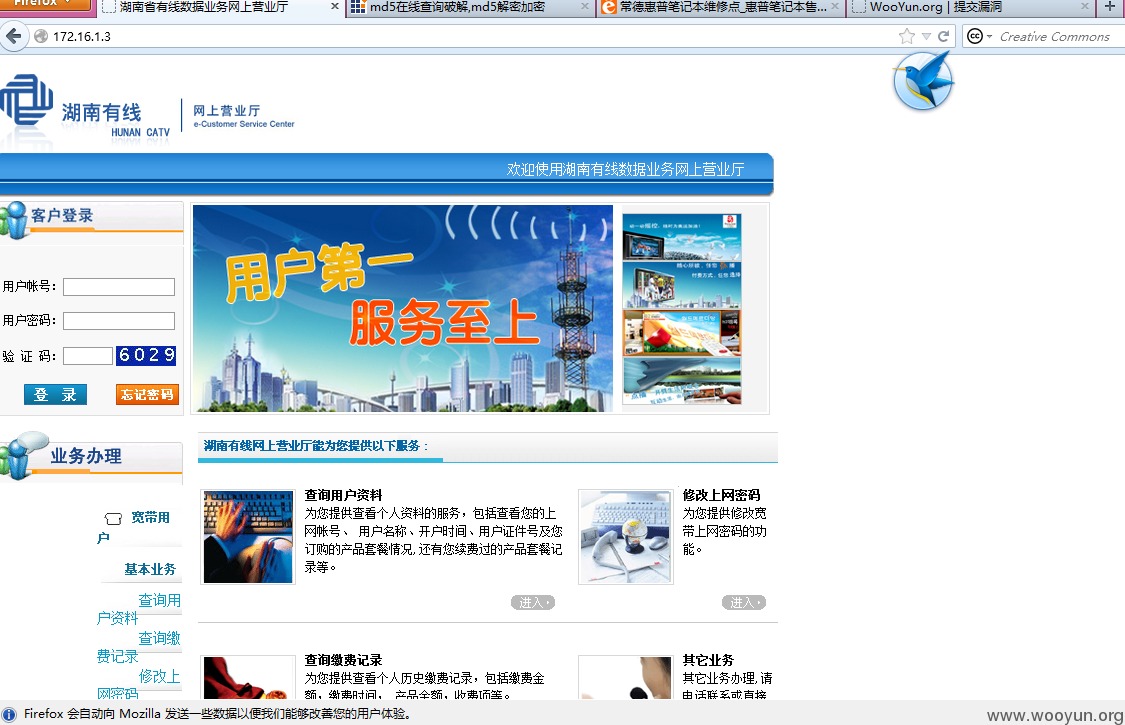 Firefox
湖南省有线数据业务网上营业厅
md5在线查询破解,md5解密加密
常德惠普笔记本维修点_惠普笔记本售...
WooYun.org | 提交漏洞
172.16.1.3
Creative Commons
湖南有线
HUNAN CATV
网上营业厅
e-Customer Service Center
欢迎使用湖南有线数据业务网上营业厅
客户登录
用户帐号：
用户密码：
验 证 码：
6029
登 录
忘记密码
用户第一
服务至上
业务办理
宽带用
户
基本业务
查询用
户资料
查询缴
费记录
修改上
网密码
湖南有线网上营业厅能为您提供以下服务：
查询用户资料
为您提供查看个人资料的服务，包括查看您的上
网帐号、 用户名称、开户时间、用户证件号及您
订购的产品套餐情况, 还有您续费过的产品套餐记
录等。
进入
修改上网密码
为您提供修改宽
带上网密码的功
能。
进入
查询缴费记录
为您提供查看个人历史缴费记录，包括缴费金
额，缴费时间， 产品金额，收费项等。
其它业务
其它业务办理, 请
电话联系或直接
Firefox 会自动向 Mozilla 发送一些数据以便我们能够改善您的用户体验。
www.wooyun.org